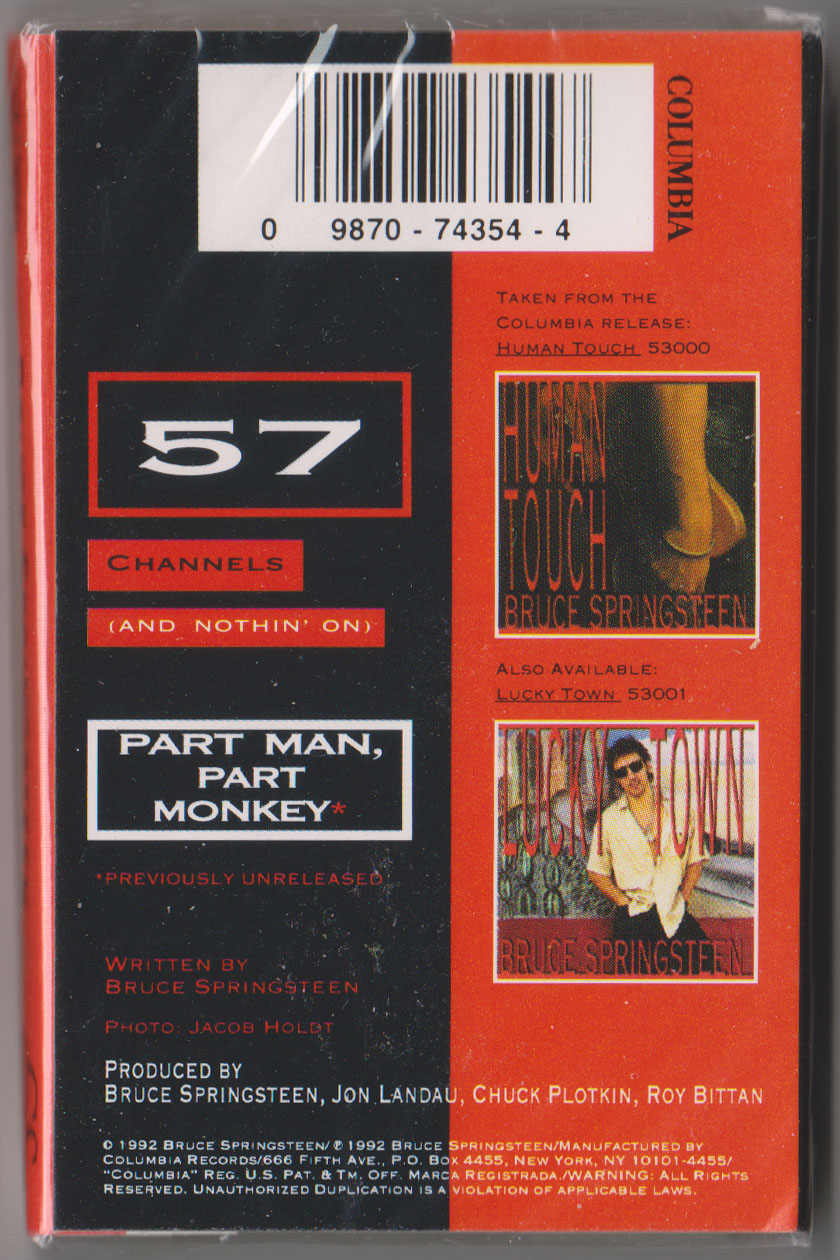 0 9870 - 74354 - 4
COLUMBIA
TAKEN FROM THE
COLUMBIA RELEASE:
HUMAN TOUCH 53000
HUMAN
TOUCH
BRUCE SPRINGSTEEN
57
CHANNELS
(AND NOTHIN' ON)
ALSO AVAILABLE:
LUCKY TOWN 53001
LUCKY TOWN
BRUCE SPRINGSTEEN
PART MAN,
PART
MONKEY*
*PREVIOUSLY UNRELEASED
WRITTEN BY
BRUCE SPRINGSTEEN
PHOTO: JACOB HOLDT
PRODUCED BY
BRUCE SPRINGSTEEN, JON LANDAU, CHUCK PLOTKIN, ROY BITTAN
© 1992 BRUCE SPRINGSTEEN/℗ 1992 BRUCE SPRINGSTEEN/MANUFACTURED BY
COLUMBIA RECORDS/666 FIFTH AVE., P.O. BOX 4455, NEW YORK, NY 10101-4455/
"COLUMBIA" REG. U.S. PAT. & TM. OFF. MARCA REGISTRADA./WARNING: ALL RIGHTS
RESERVED. UNAUTHORIZED DUPLICATION IS A VIOLATION OF APPLICABLE LAWS.